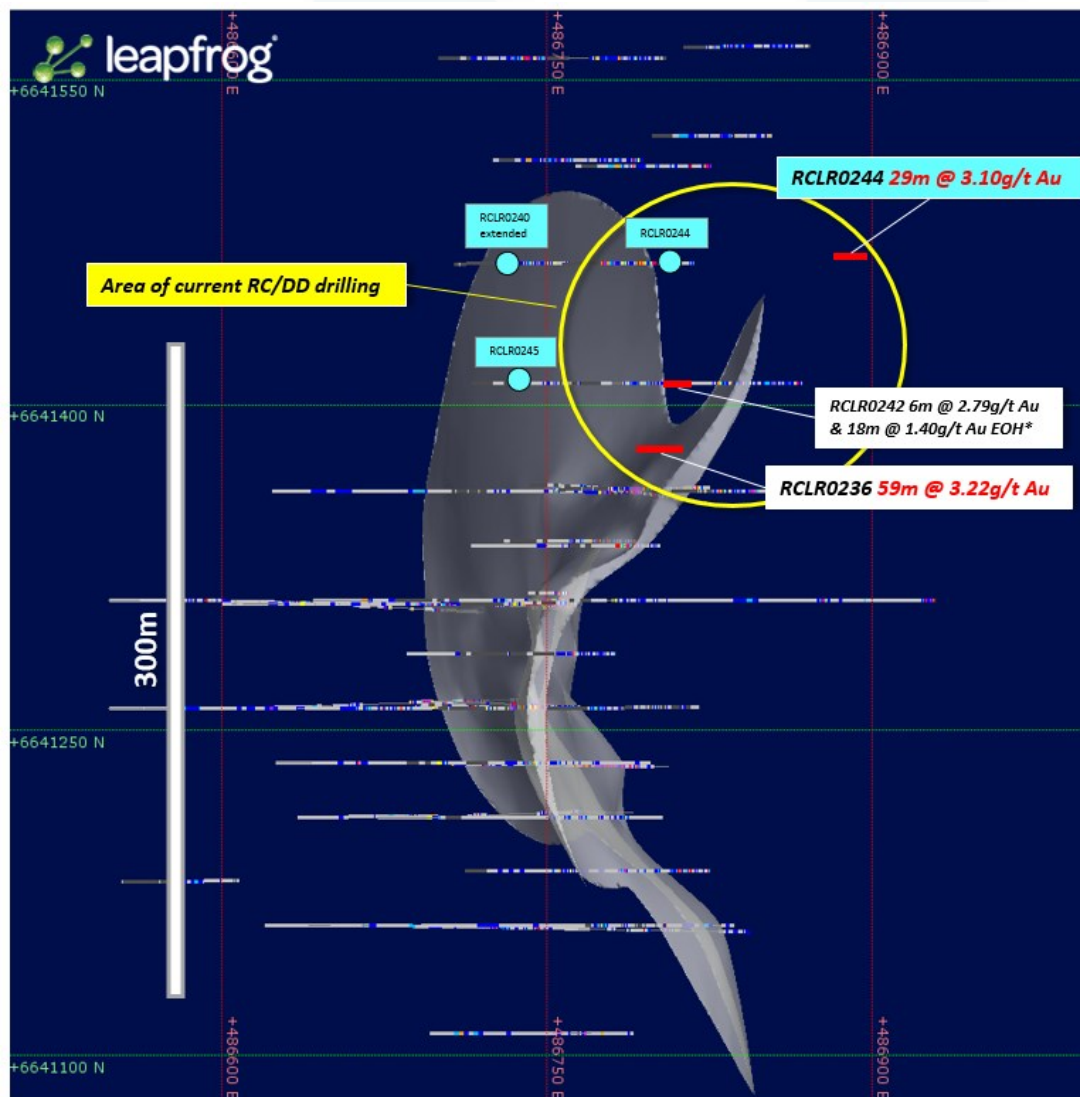 leapfrog
+486600 E
+486750 E
+486900 E
+6641550 N
RCLR0244 29m @ 3.10g/t Au
RCLR0240
extended
RCLR0244
Area of current RC/DD drilling
RCLR0245
+6641400 N
RCLR0242 6m @ 2.79g/t Au
& 18m @ 1.40g/t Au EOH*
RCLR0236 59m @ 3.22g/t Au
300m
+6641250 N
+6641100 N
+486600 E
+486750 E
+486900 E